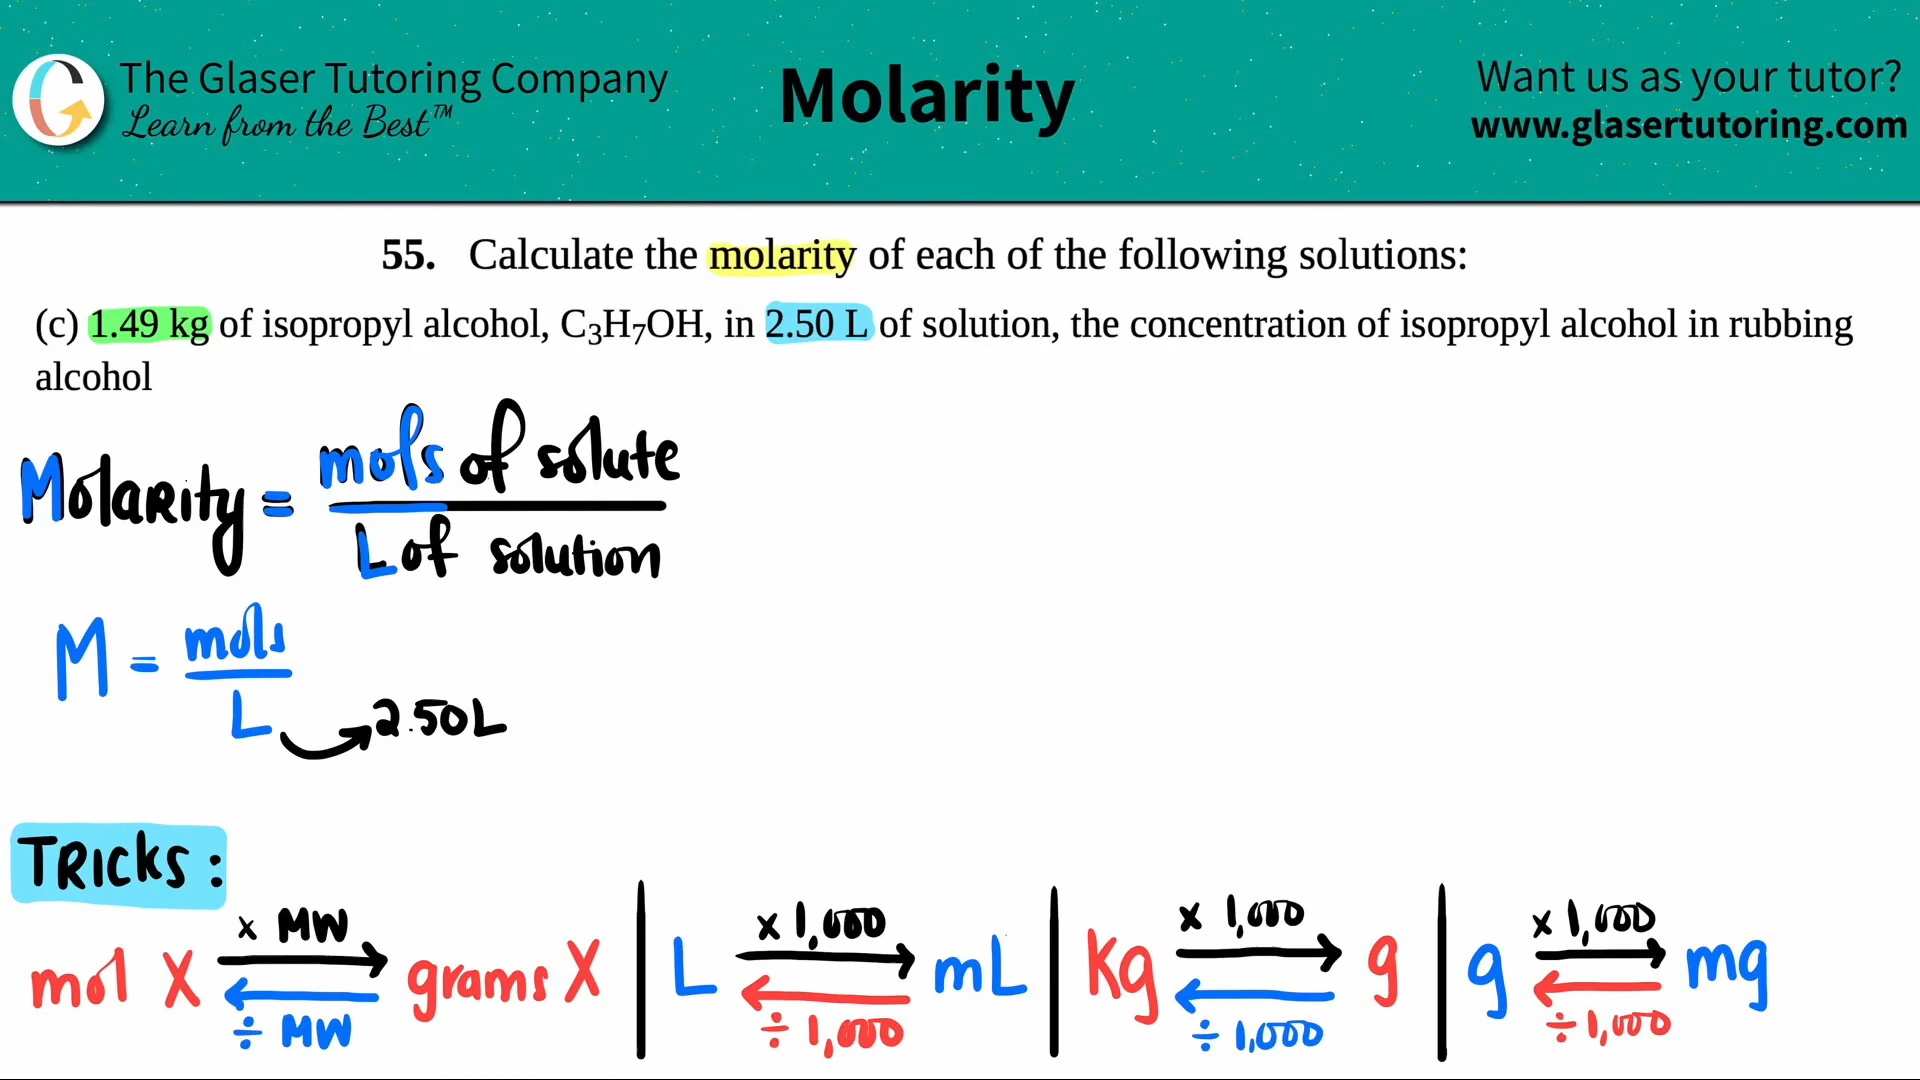 The Glaser Tutoring Company
Learn from the Best™
Molarity
Want us as your tutor?
www.glasertutoring.com
55. Calculate the molarity of each of the following solutions:
(c) 1.49 kg of isopropyl alcohol, C₃H₇OH, in 2.50 L of solution, the concentration of isopropyl alcohol in rubbing
alcohol
Molarity = mols of solute
L of solution
M = mols
L
2.50L
TRICKS:
x MW
mol X grams X
÷ MW
x 1,000
L mL
÷ 1,000
x 1,000
Kg g
÷ 1,000
x 1,000
g mg
÷ 1,000